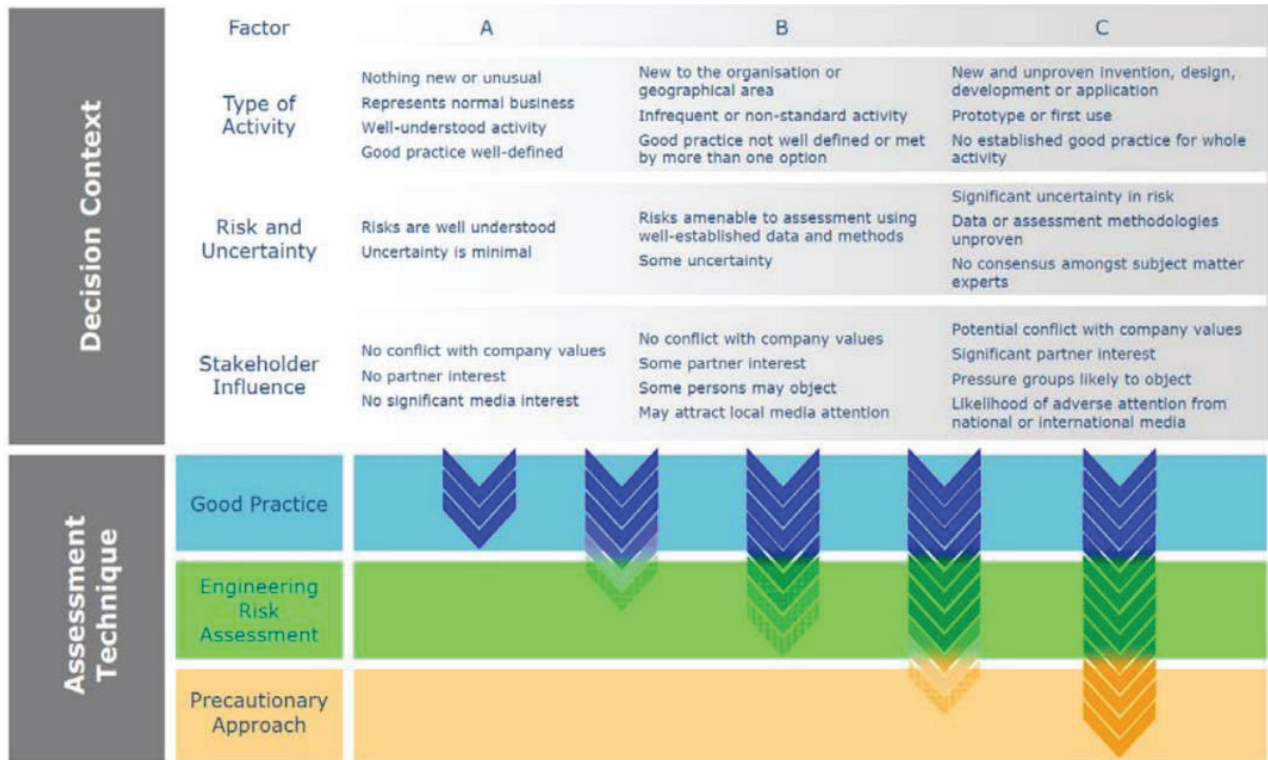 Factor
A
B
C
Decision Context
Type of
Activity
Nothing new or unusual
Represents normal business
Well-understood activity
Good practice well-defined
New to the organisation or
geographical area
Infrequent or non-standard activity
Good practice not well defined or met
by more than one option
New and unproven invention, design,
development or application
Prototype or first use
No established good practice for whole
activity
Risk and
Uncertainty
Risks are well understood
Uncertainty is minimal
Risks amenable to assessment using
well-established data and methods
Some uncertainty
Significant uncertainty in risk
Data or assessment methodologies
unproven
No consensus amongst subject matter
experts
Stakeholder
Influence
No conflict with company values
No partner interest
No significant media interest
No conflict with company values
Some partner interest
Some persons may object
May attract local media attention
Potential conflict with company values
Significant partner interest
Pressure groups likely to object
Likelihood of adverse attention from
national or international media
Assessment
Technique
Good Practice
Engineering
Risk
Assessment
Precautionary
Approach